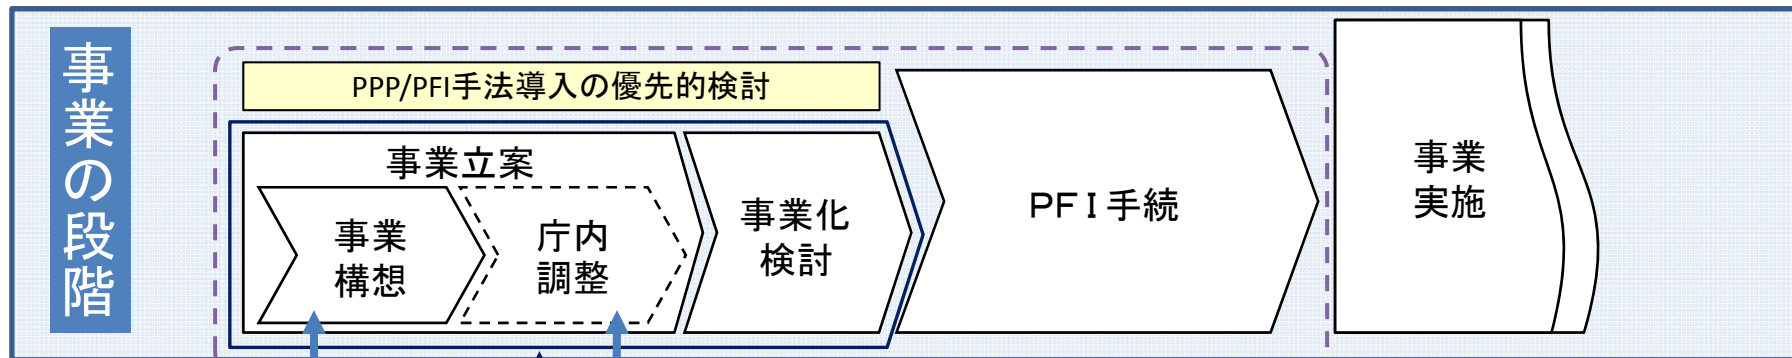 事業の段階
PPP/PFI手法導入の優先的検討
事業立案
事業
構想
庁内
調整
事業化
検討
ＰＦＩ手続
事業
実施